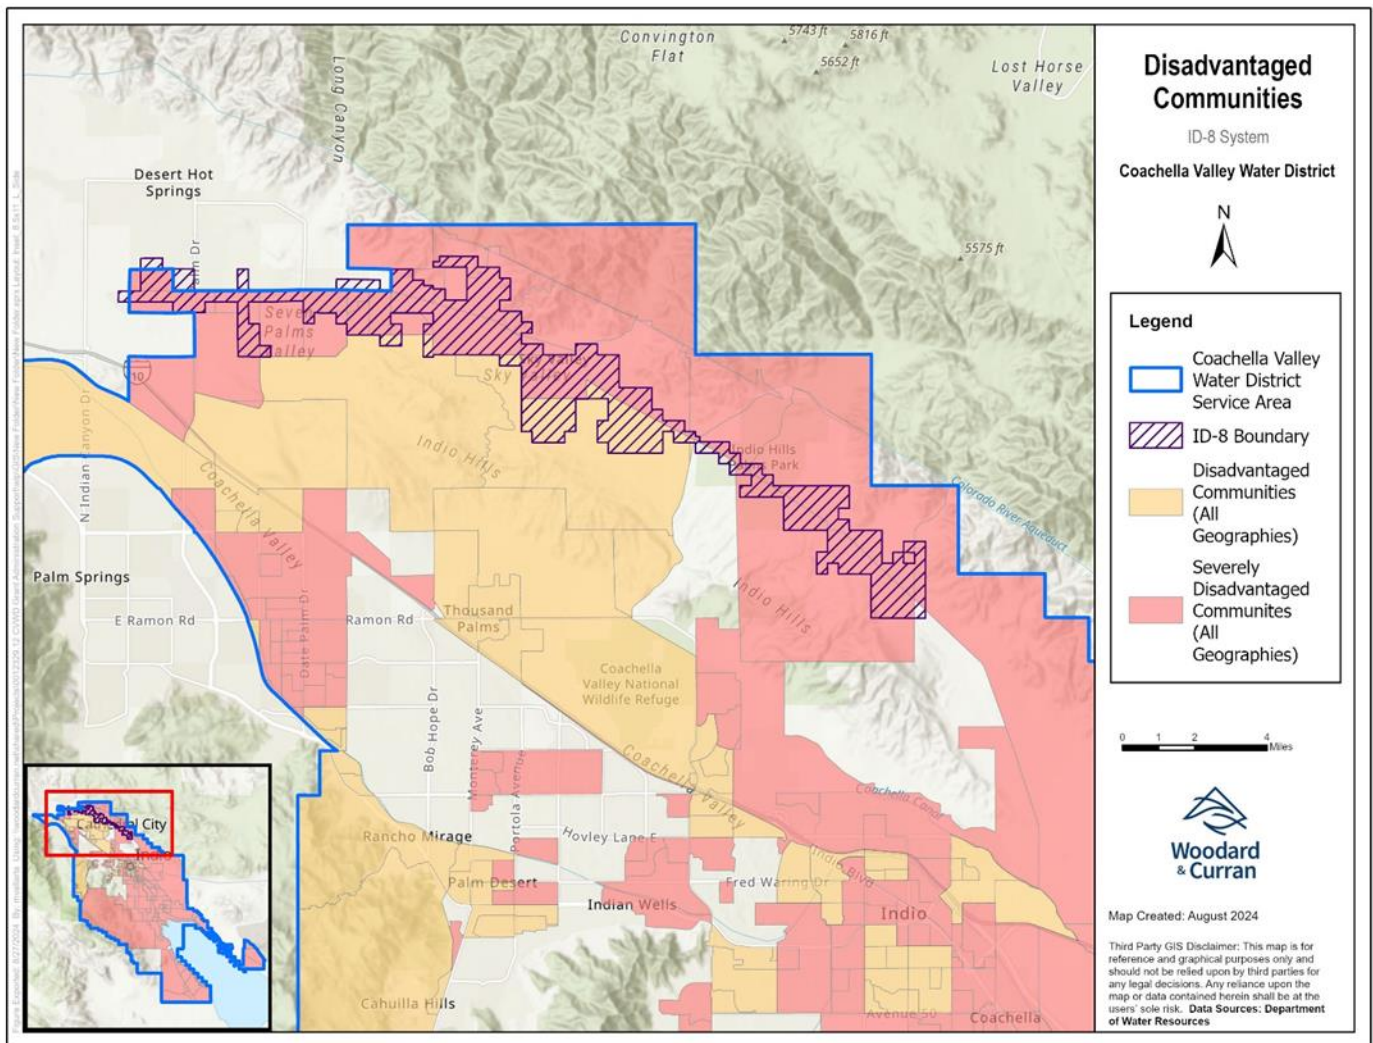 Convington
Flat
5743 ft
5816 ft
5652 ft
Lost Horse
Valley
Long Canyon
Desert Hot
Springs
5575 ft
Seven
Palms
Valley
10
Sky Valley
Sky
Indio Hills
Indio Hills
Park
N Indian Canyon Dr
Coachella Valley
Colorado River Aqueduct
Palm Springs
E Ramon Rd
Date Palm Dr
Ramon Rd
Thousand
Palms
Indio Hills
Coachella
Valley National
Wildlife Refuge
Bob Hope Dr
Monterey Ave
Portola Avenue
Coachella Valley
Coachella Canal
Rancho Mirage
Hovley Lane E
Palm Desert
Fred Waring Dr
Indio Blvd
Indian Wells
Indio
Cahuilla Hills
Avenue 50
Coachella
Cathedral City
Indio
Disadvantaged
Communities
ID-8 System
Coachella Valley Water District
N
Legend
Coachella Valley
Water District
Service Area
ID-8 Boundary
Disadvantaged
Communities
(All
Geographies)
Severely
Disadvantaged
Communites
(All
Geographies)
0 1 2 4
Miles
Woodard
& Curran
Map Created: August 2024
Third Party GIS Disclaimer: This map is for
reference and graphical purposes only and
should not be relied upon by third parties for
any legal decisions. Any reliance upon the
map or data contained herein shall be at the
users' sole risk. Data Sources: Department
of Water Resources